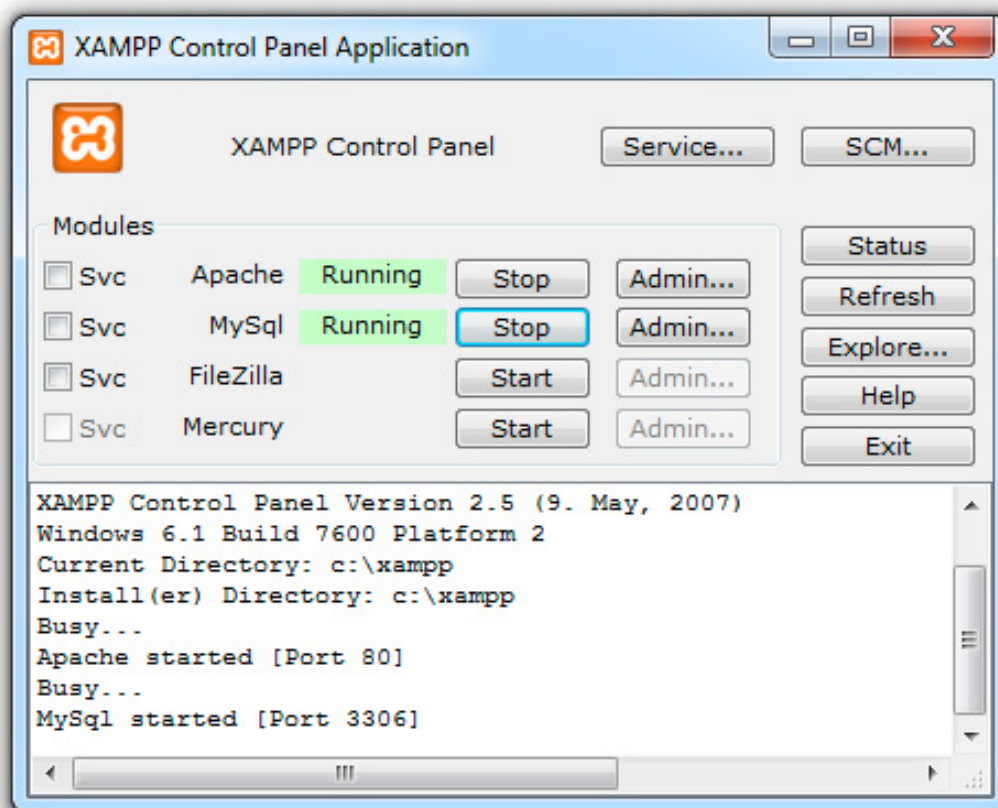 XAMPP Control Panel Application
XAMPP Control Panel Service... SCM...
Modules
Svc Apache Running Stop Admin...
Svc MySql Running Stop Admin...
Svc FileZilla Start Admin...
Svc Mercury Start Admin...
Status
Refresh
Explore...
Help
Exit
XAMPP Control Panel Version 2.5 (9. May, 2007)
Windows 6.1 Build 7600 Platform 2
Current Directory: c:\xampp
Install(er) Directory: c:\xampp
Busy...
Apache started [Port 80]
Busy...
MySql started [Port 3306]